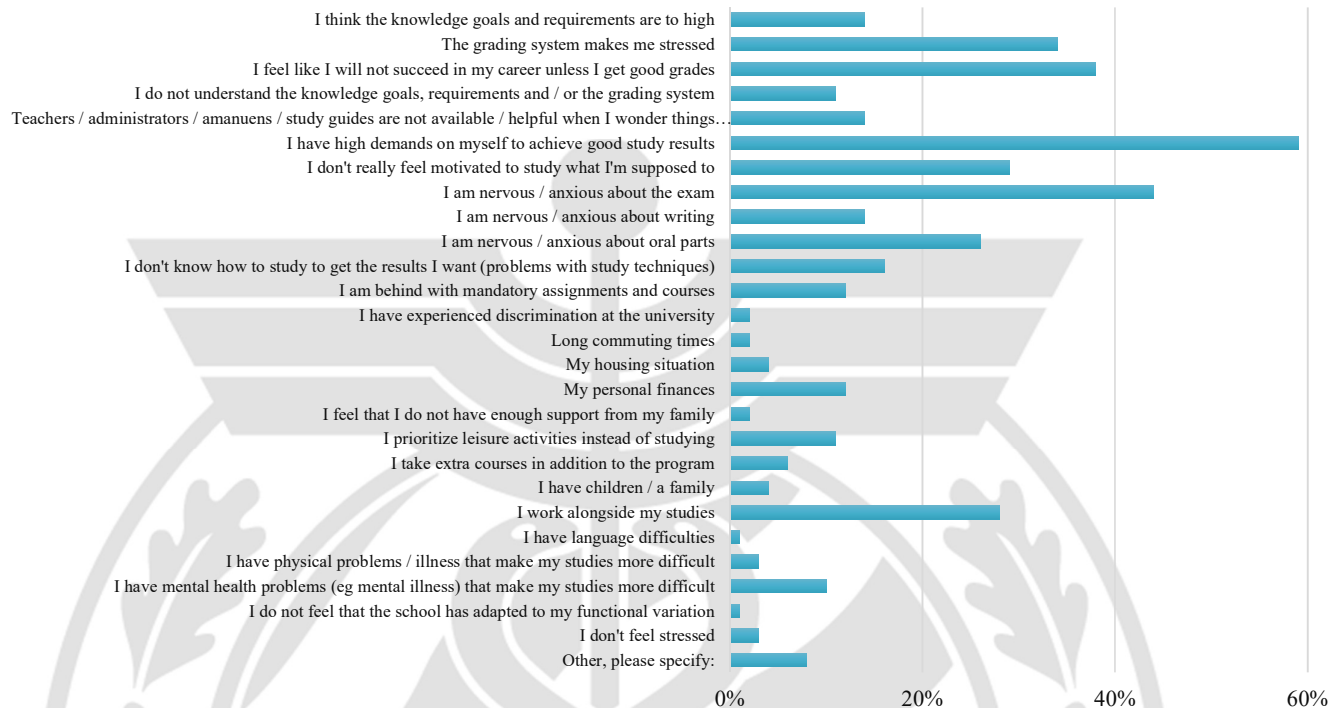 I think the knowledge goals and requirements are to high
The grading system makes me stressed
I feel like I will not succeed in my career unless I get good grades
I do not understand the knowledge goals, requirements and / or the grading system
Teachers / administrators / amanuens / study guides are not available / helpful when I wonder things…
I have high demands on myself to achieve good study results
I don't really feel motivated to study what I'm supposed to
I am nervous / anxious about the exam
I am nervous / anxious about writing
I am nervous / anxious about oral parts
I don't know how to study to get the results I want (problems with study techniques)
I am behind with mandatory assignments and courses
I have experienced discrimination at the university
Long commuting times
My housing situation
My personal finances
I feel that I do not have enough support from my family
I prioritize leisure activities instead of studying
I take extra courses in addition to the program
I have children / a family
I work alongside my studies
I have language difficulties
I have physical problems / illness that make my studies more difficult
I have mental health problems (eg mental illness) that make my studies more difficult
I do not feel that the school has adapted to my functional variation
I don't feel stressed
Other, please specify:
0% 20% 40% 60%